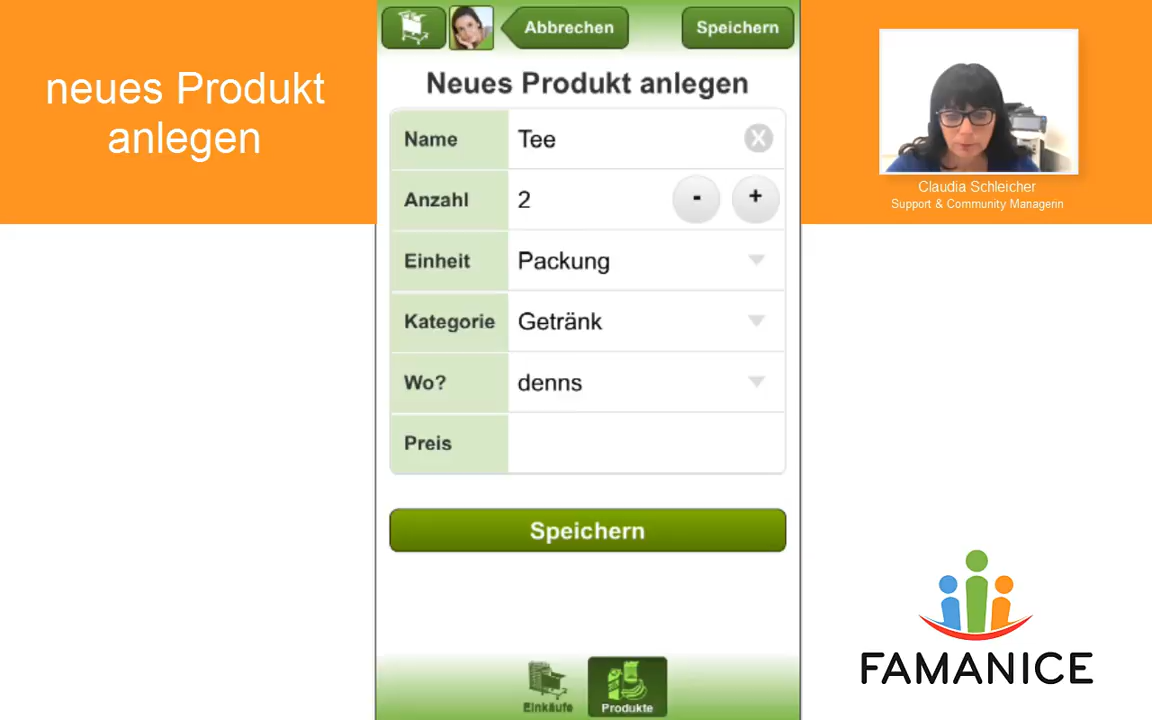 neues Produkt
anlegen
Abbrechen
Speichern
Neues Produkt anlegen
Name
Tee
X
Anzahl
2
-
+
Einheit
Packung
Kategorie
Getränk
Wo?
denns
Preis
Speichern
Einkäufe
Produkte
Claudia Schleicher
Support & Community Managerin
FAMANICE